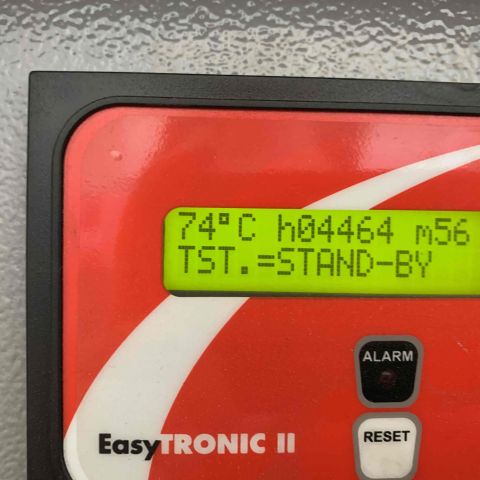 74°C h04464 m56
TST.=STAND-BY
ALARM
RESET
EasyTRONIC II